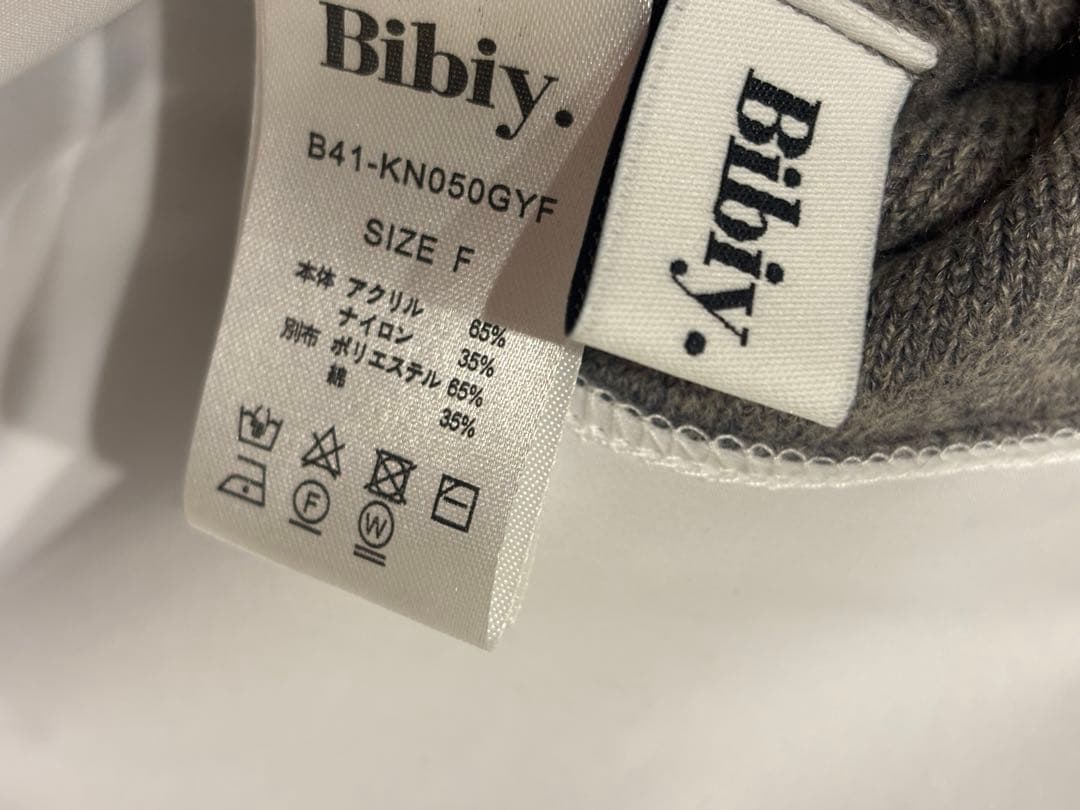 Bibiy.
B41-KN050GYF
SIZE F
本体 アクリル 65%
ナイロン 35%
別布 ポリエステル 65%
綿 35%
F
W
Bibiy.